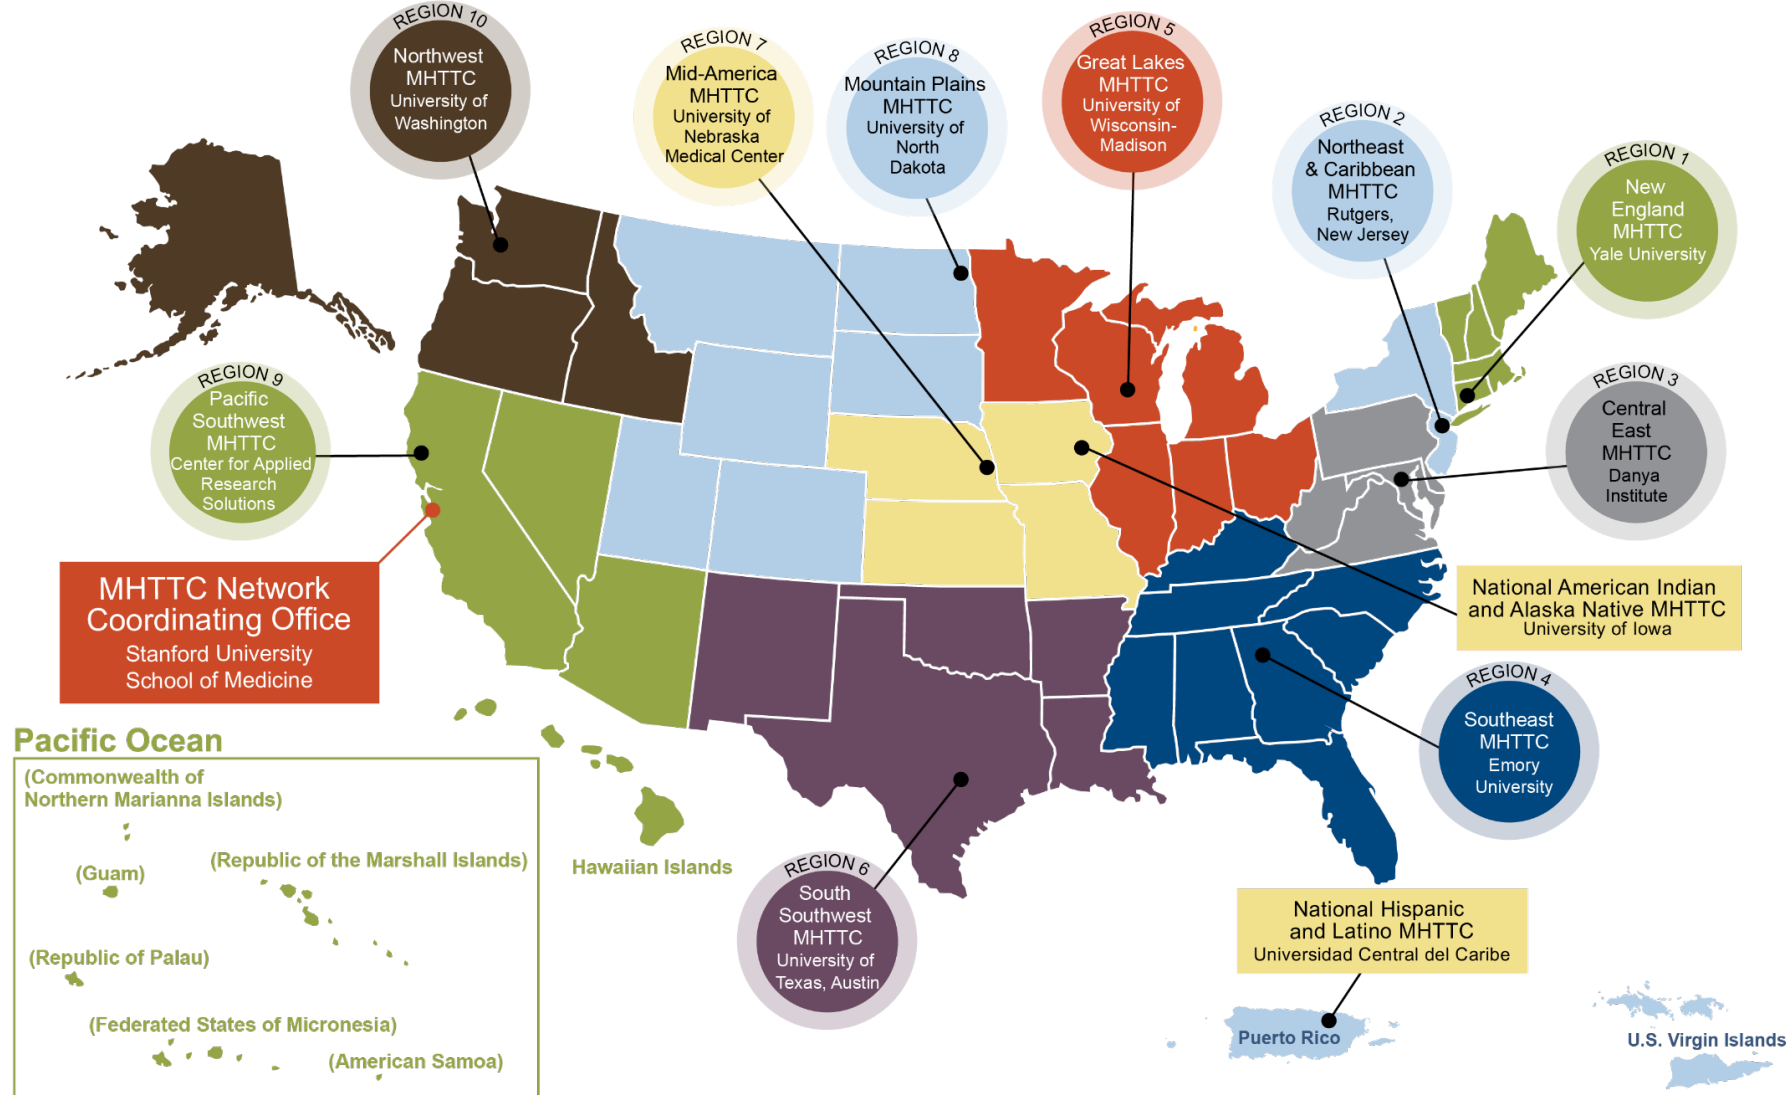 REGION 10
Northwest
MHTTC
University of
Washington
REGION 7
Mid-America
MHTTC
University of
Nebraska
Medical Center
REGION 8
Mountain Plains
MHTTC
University of
North
Dakota
REGION 5
Great Lakes
MHTTC
University of
Wisconsin-
Madison
REGION 2
Northeast
& Caribbean
MHTTC
Rutgers,
New Jersey
REGION 1
New
England
MHTTC
Yale University
REGION 9
Pacific
Southwest
MHTTC
Center for Applied
Research
Solutions
REGION 3
Central
East
MHTTC
Danya
Institute
MHTTC Network
Coordinating Office
Stanford University
School of Medicine
National American Indian
and Alaska Native MHTTC
University of Iowa
REGION 4
Southeast
MHTTC
Emory
University
Pacific Ocean
(Commonwealth of
Northern Marianna Islands)
(Guam)
(Republic of the Marshall Islands)
(Republic of Palau)
(Federated States of Micronesia)
(American Samoa)
Hawaiian Islands
REGION 6
South
Southwest
MHTTC
University of
Texas, Austin
National Hispanic
and Latino MHTTC
Universidad Central del Caribe
Puerto Rico
U.S. Virgin Islands